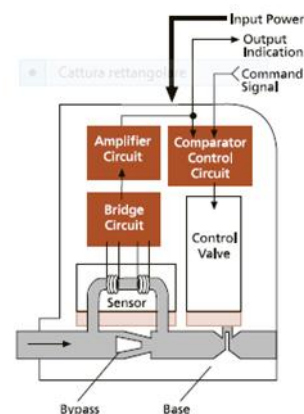 Input Power
Output
Indication
Command
Signal
Cattura rettangolare
Amplifier
Circuit
Comparator
Control
Circuit
Bridge
Circuit
Control
Valve
Sensor
Bypass
Base